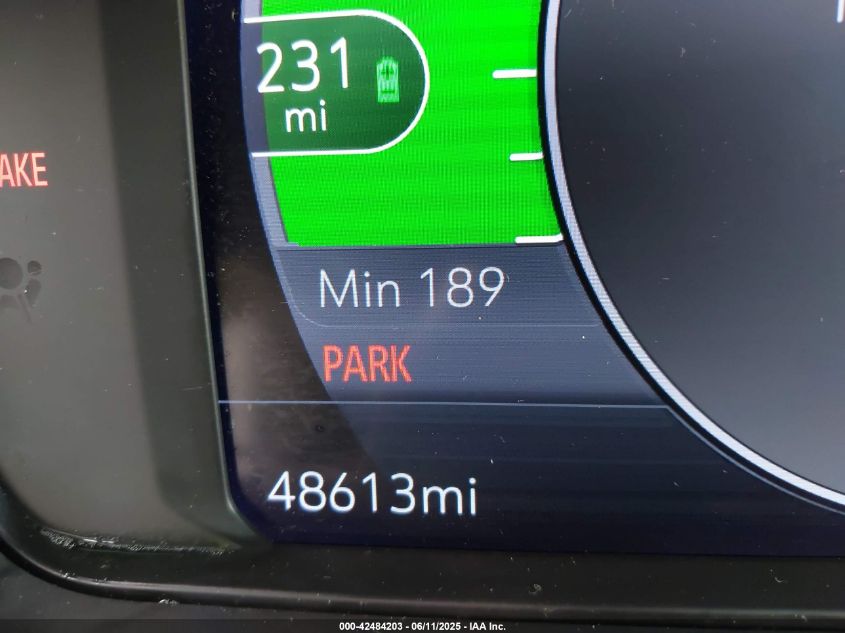 231
mi
AKE
Min 189
PARK
48613mi
000-42484203 - 06/11/2025 - IAA Inc.